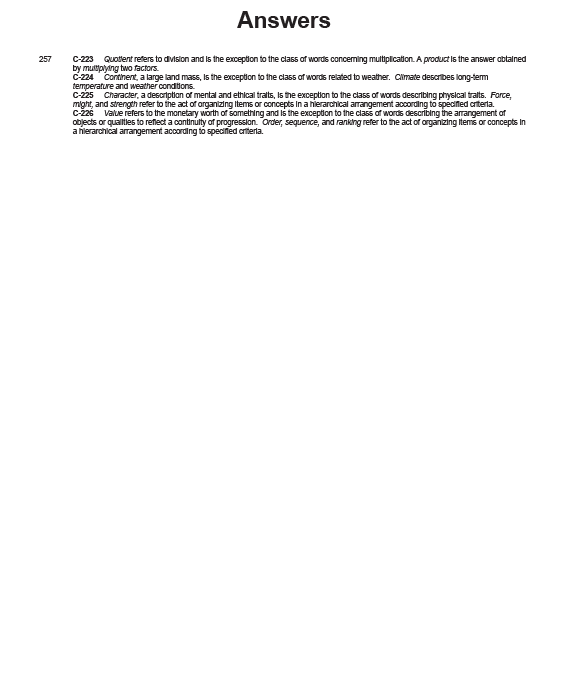 Answers
257 C-223 Quotient refers to division and is the exception to the class of words concerning multiplication. A product is the answer obtained
by multiplying two factors.
C-224 Continent, a large land mass, is the exception to the class of words related to weather. Climate describes long-term
temperature and weather conditions.
C-225 Character, a description of mental and ethical traits, is the exception to the class of words describing physical traits. Force,
might, and strength refer to the act of organizing items or concepts in a hierarchical arrangement according to specified criteria.
C-226 Value refers to the monetary worth of something and is the exception to the class of words describing the arrangement of
objects or qualities to reflect a continuity of progression. Order, sequence, and ranking refer to the act of organizing items or concepts in
a hierarchical arrangement according to specified criteria.